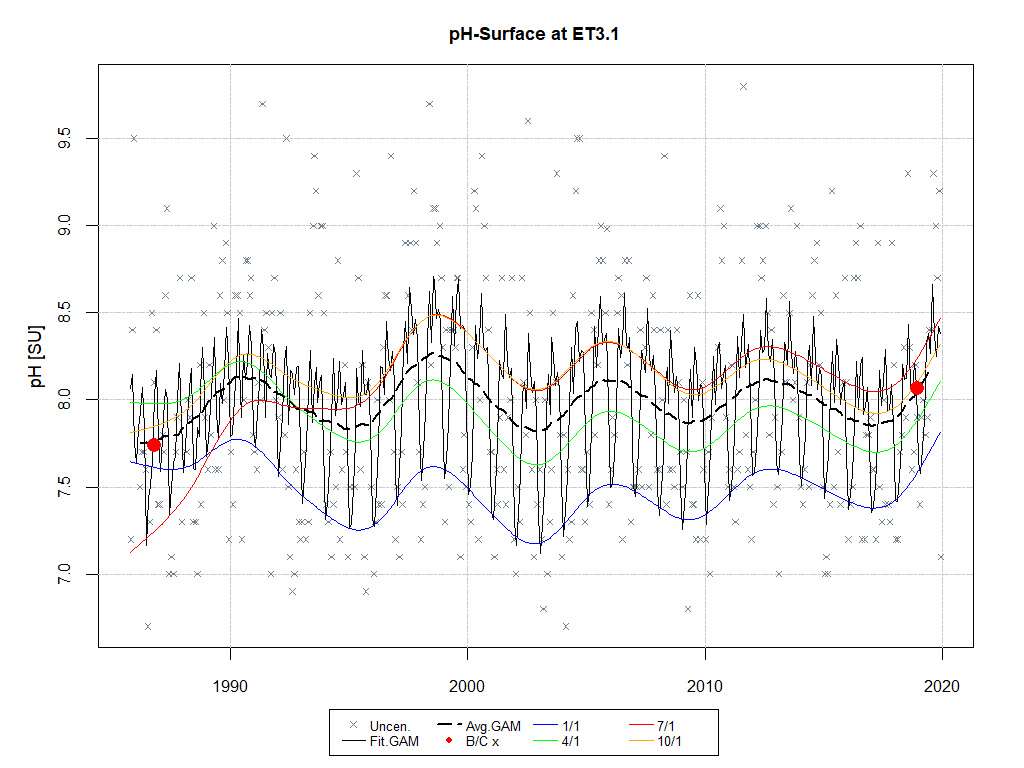 pH-Surface at ET3.1
pH [SU]
9.5
9.0
8.5
8.0
7.5
7.0
1990 2000 2010 2020
Uncen. Avg.GAM 1/1 7/1
Fit.GAM B/C x 4/1 10/1